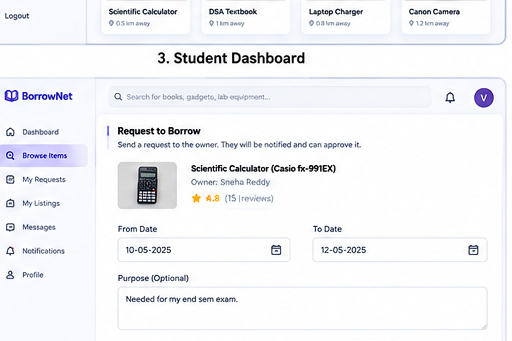 Logout
Scientific Calculator
0.5 km away
DSA Textbook
1 km away
Laptop Charger
0.8 km away
Canon Camera
1.2 km away
3. Student Dashboard
BorrowNet
Search for books, gadgets, lab equipment...
V
Dashboard
Browse Items
My Requests
My Listings
Messages
Notifications
Profile
Request to Borrow
Send a request to the owner. They will be notified and can approve it.
Scientific Calculator (Casio fx-991EX)
Owner: Sneha Reddy
4.8 (15 reviews)
From Date
To Date
10-05-2025
12-05-2025
Purpose (Optional)
Needed for my end sem exam.